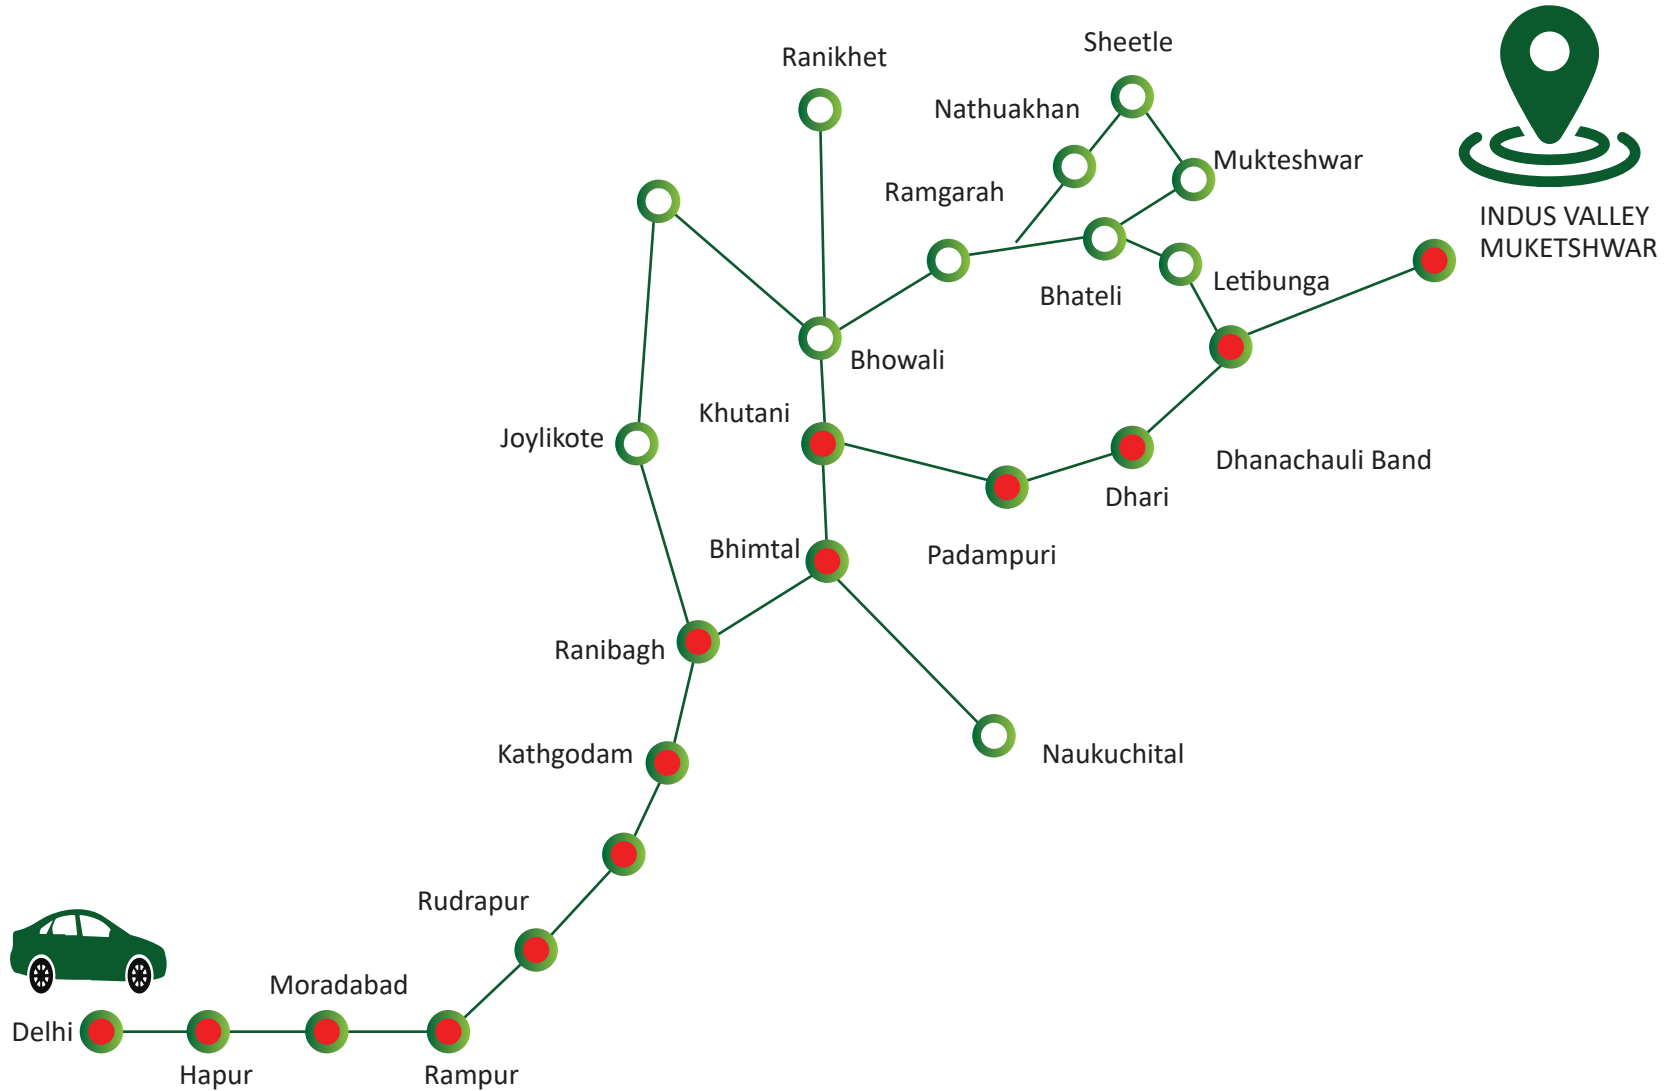 Sheetle
Ranikhet
Nathuakhan
Mukteshwar
Ramgarah
INDUS VALLEY
MUKETSHWAR
Letibunga
Bhateli
Bhowali
Khutani
Joylikote
Dhanachauli Band
Dhari
Bhimtal
Padampuri
Ranibagh
Kathgodam
Naukuchital
Rudrapur
Moradabad
Delhi
Hapur
Rampur